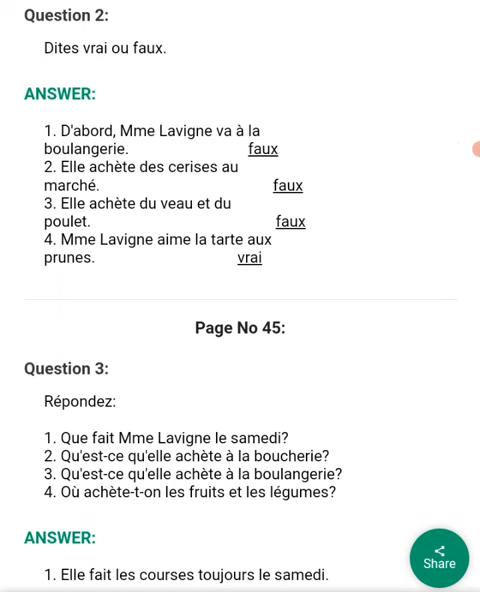 Question 2:
Dites vrai ou faux.
ANSWER:
1. D'abord, Mme Lavigne va à la
boulangerie. faux
2. Elle achète des cerises au
marché. faux
3. Elle achète du veau et du
poulet. faux
4. Mme Lavigne aime la tarte aux
prunes. vrai
Page No 45:
Question 3:
Répondez:
1. Que fait Mme Lavigne le samedi?
2. Qu'est-ce qu'elle achète à la boucherie?
3. Qu'est-ce qu'elle achète à la boulangerie?
4. Où achète-t-on les fruits et les légumes?
ANSWER:
Share
1. Elle fait les courses toujours le samedi.